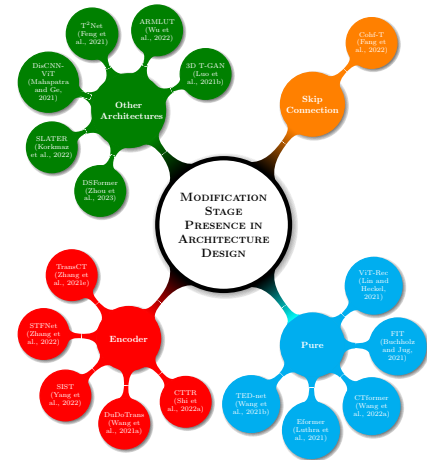 T²Net
(Feng et
al., 2021)
ARMLUT
(Wu et
al., 2022)
3D T-GAN
(Luo et
al., 2021b)
DisCNN-
ViT
(Mahapatra
and Ge,
2021)
Other
Architectures
SLATER
(Korkmaz
et al., 2022)
DSFormer
(Zhou et
al., 2023)
Cohf-T
(Fang et
al., 2022)
Skip
Connection
Modification
Stage
Presence in
Architecture
Design
TransCT
(Zhang et
al., 2021e)
STFNet
(Zhang et
al., 2022)
Encoder
SIST
(Yang et
al., 2022)
DuDoTrans
(Wang et
al., 2021a)
CTTR
(Shi et
al., 2022a)
ViT-Rec
(Lin and
Heckel,
2021)
FIT
(Buchholz
and Jug,
2021)
Pure
TED-net
(Wang et
al., 2021b)
Eformer
(Luthra et
al., 2021)
CTformer
(Wang et
al., 2022a)